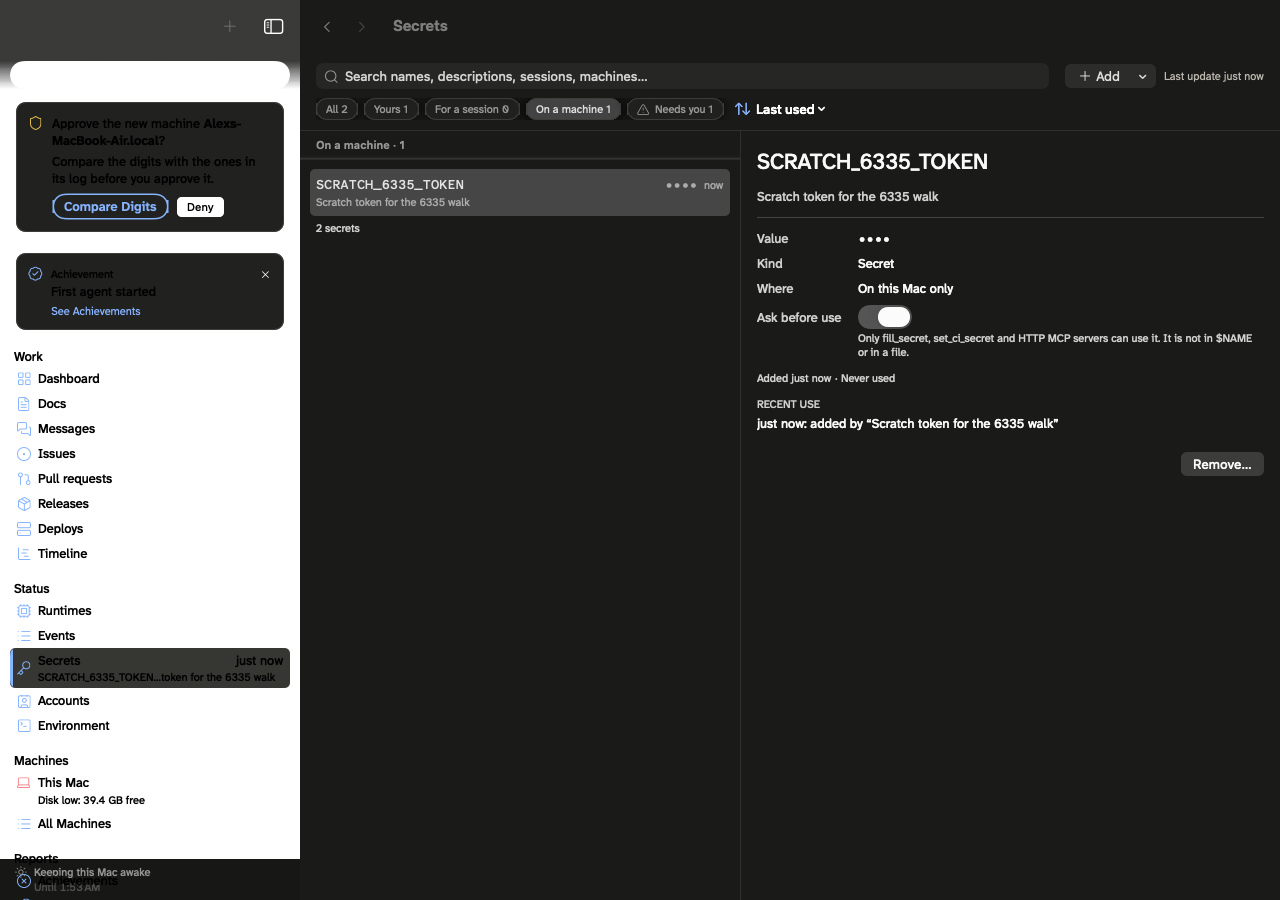 Secrets
Search names, descriptions, sessions, machines...
Add
Last update just now
All 2
Yours 1
For a session 0
On a machine 1
Needs you 1
Last used
Approve the new machine Alexs-
MacBook-Air.local?
Compare the digits with the ones in
its log before you approve it.
Compare Digits
Deny
Achievement
First agent started
See Achievements
Work
Dashboard
Docs
Messages
Issues
Pull requests
Releases
Deploys
Timeline
Status
Runtimes
Events
Secrets
just now
SCRATCH_6335_TOKEN...token for the 6335 walk
Accounts
Environment
Machines
This Mac
Disk low: 39.4 GB free
All Machines
Reports
Keeping this Mac awake
Achievements
Until 1:53 AM
On a machine · 1
SCRATCH_6335_TOKEN
•••• now
Scratch token for the 6335 walk
2 secrets
SCRATCH_6335_TOKEN
Scratch token for the 6335 walk
Value ••••
Kind Secret
Where On this Mac only
Ask before use
Only fill_secret, set_ci_secret and HTTP MCP servers can use it. It is not in $NAME
or in a file.
Added just now · Never used
RECENT USE
just now: added by “Scratch token for the 6335 walk”
Remove...